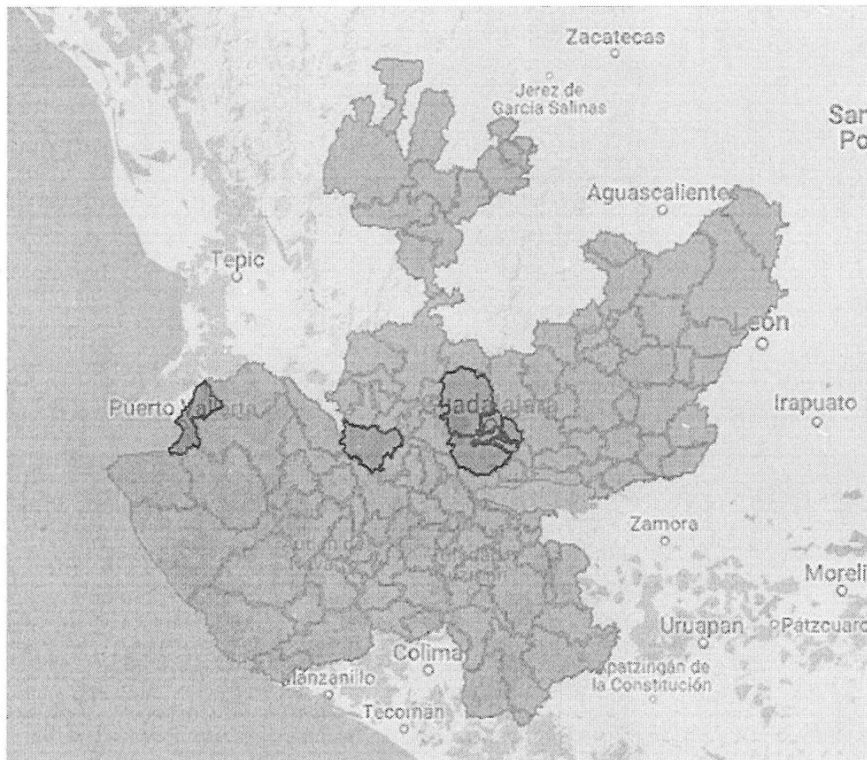 Zacatecas
Jerez de
García Salinas
San
Po
Aguascalientes
Tepic
León
Puerto Vallarta
Guadalajara
Irapuato
Zamora
Moreli
Uruapan
Pátzcuaro
Colima
Apatzingán de
la Constitución
Manzanillo
Tecomán